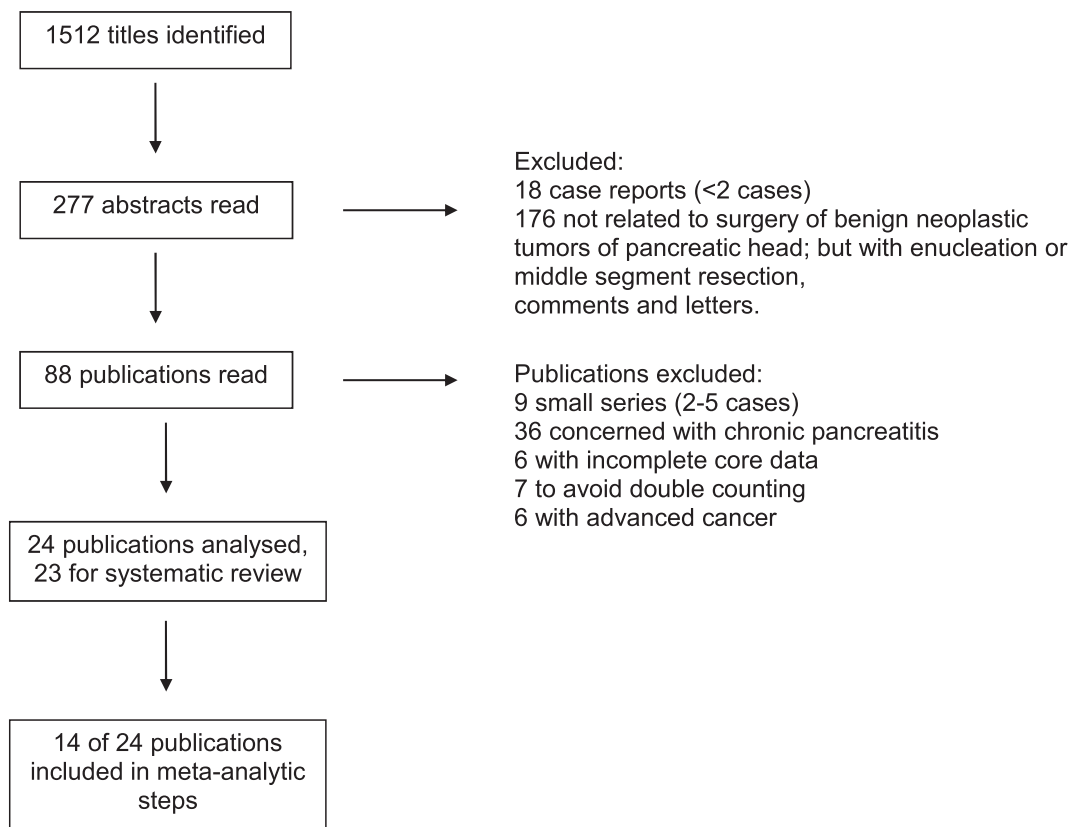 1512 titles identified
277 abstracts read
Excluded:
18 case reports (<2 cases)
176 not related to surgery of benign neoplastic
tumors of pancreatic head; but with enucleation or
middle segment resection,
comments and letters.
88 publications read
Publications excluded:
9 small series (2-5 cases)
36 concerned with chronic pancreatitis
6 with incomplete core data
7 to avoid double counting
6 with advanced cancer
24 publications analysed,
23 for systematic review
14 of 24 publications
included in meta-analytic
steps